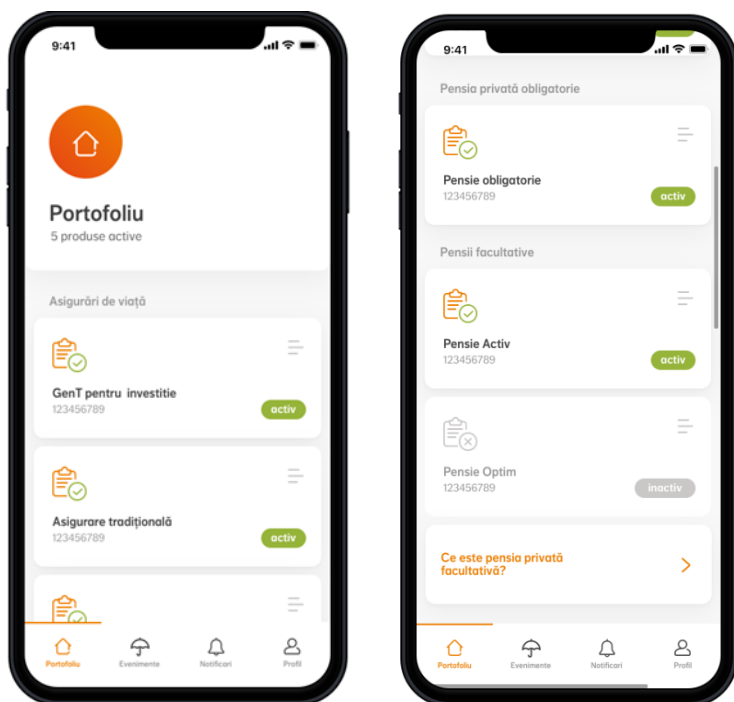 9:41
Portofoliu
5 produse active
Asigurări de viață
GenT pentru investitie
123456789
activ
Asigurare tradițională
123456789
activ
Portofoliu
Evenimente
Notificari
Profil
9:41
Pensia privată obligatorie
Pensie obligatorie
123456789
activ
Pensii facultative
Pensie Activ
123456789
activ
Pensie Optim
123456789
inactiv
Ce este pensia privată
facultativă?
Portofoliu
Evenimente
Notificari
Profil